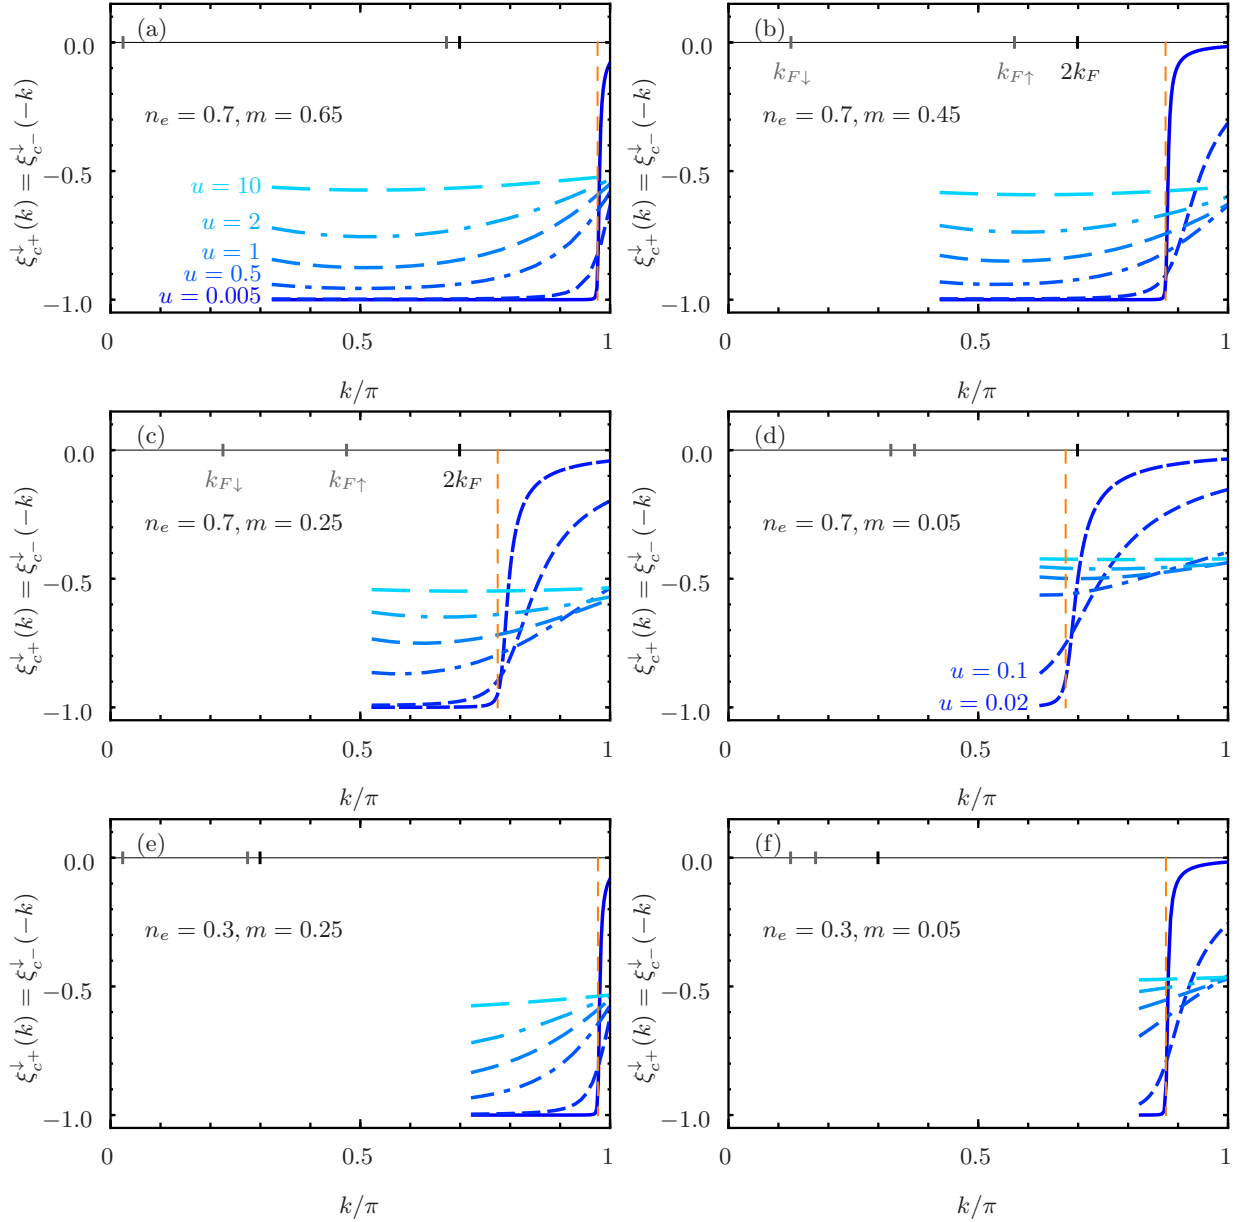 (a)
0.0
n_e = 0.7, m = 0.65
−0.5
u = 10
u = 2
u = 1
u = 0.5
u = 0.005
−1.0
0 0.5 1
k/π
ξ^↓_{c+}(k) = ξ^↓_{c−}(−k)
(b)
0.0
k_{F↓} k_{F↑} 2k_F
n_e = 0.7, m = 0.45
−0.5
−1.0
0 0.5 1
k/π
ξ^↓_{c+}(k) = ξ^↓_{c−}(−k)
(c)
0.0
k_{F↓} k_{F↑} 2k_F
n_e = 0.7, m = 0.25
−0.5
−1.0
0 0.5 1
k/π
ξ^↓_{c+}(k) = ξ^↓_{c−}(−k)
(d)
0.0
n_e = 0.7, m = 0.05
−0.5
u = 0.1
u = 0.02
−1.0
0 0.5 1
k/π
ξ^↓_{c+}(k) = ξ^↓_{c−}(−k)
(e)
0.0
n_e = 0.3, m = 0.25
−0.5
−1.0
0 0.5 1
k/π
ξ^↓_{c+}(k) = ξ^↓_{c−}(−k)
(f)
0.0
n_e = 0.3, m = 0.05
−0.5
−1.0
0 0.5 1
k/π
ξ^↓_{c+}(k) = ξ^↓_{c−}(−k)